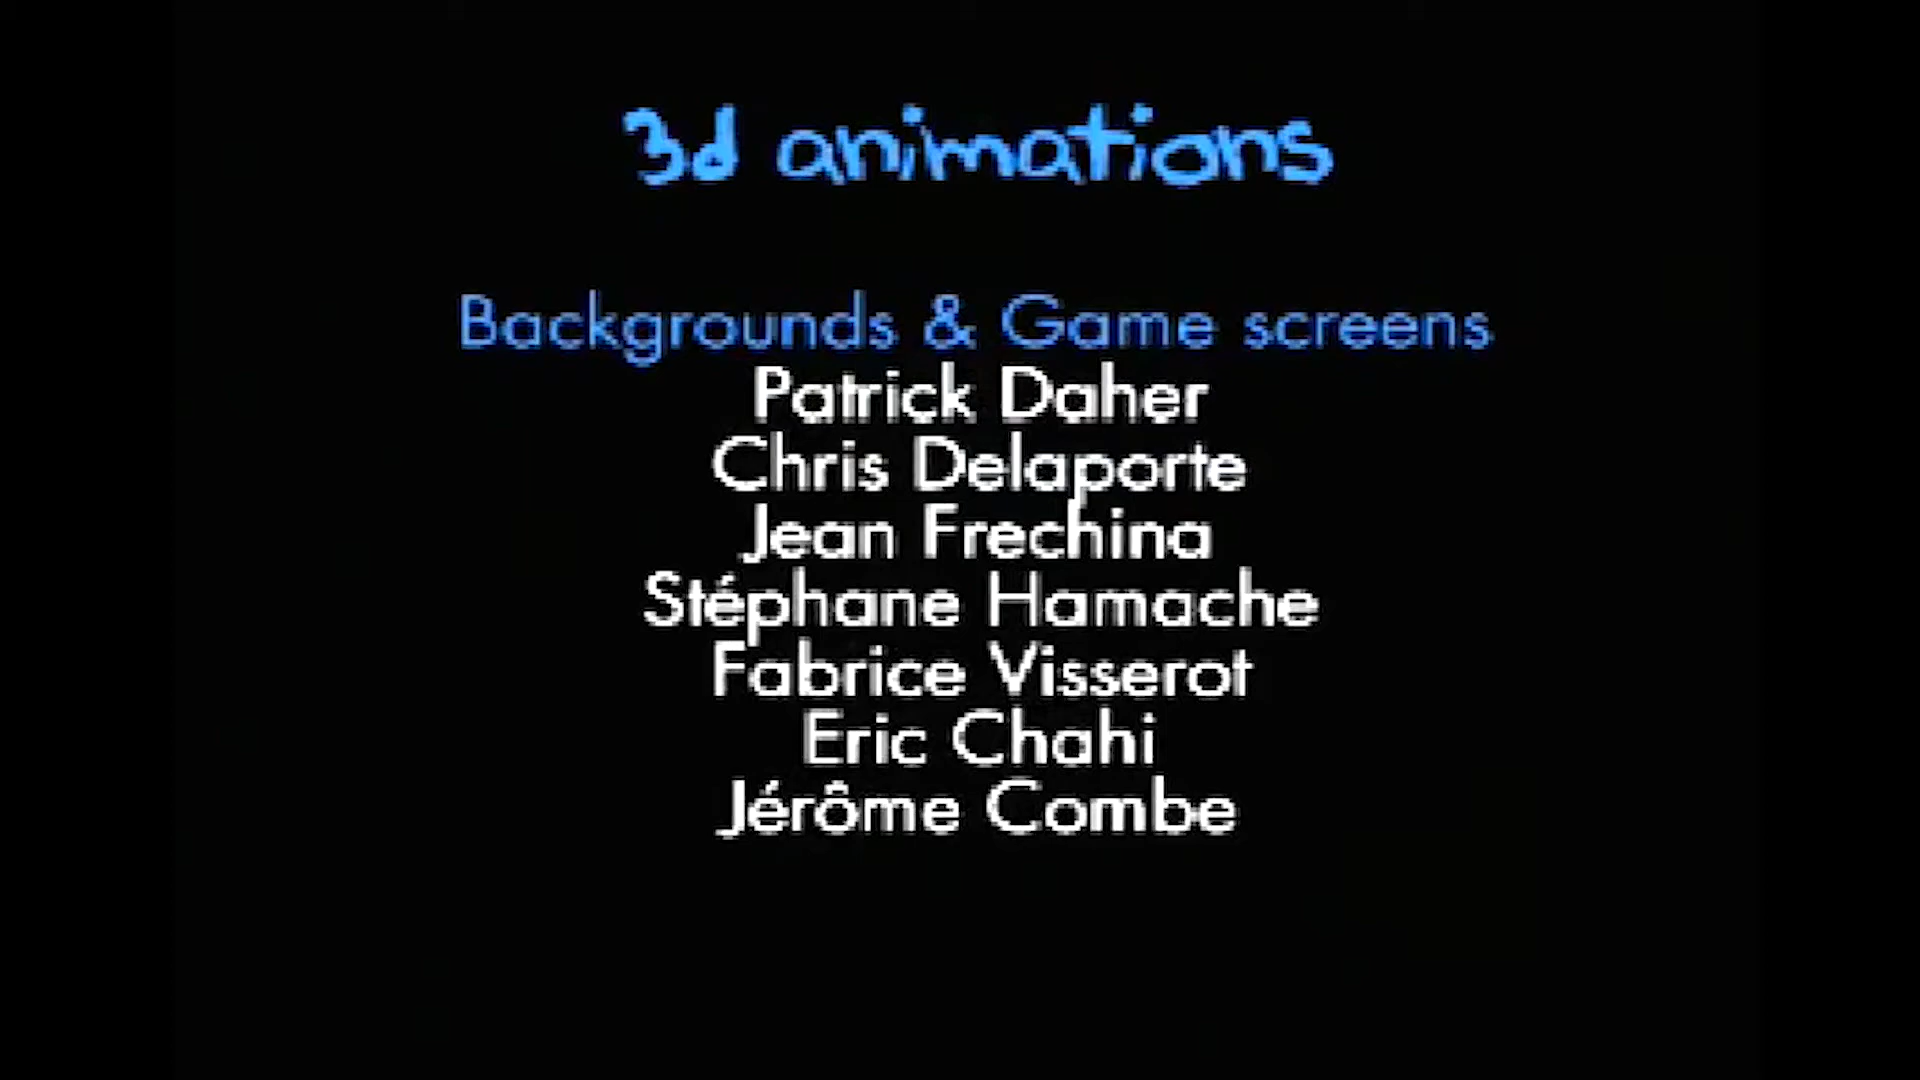 3d animations
Backgrounds & Game screens
Patrick Daher
Chris Delaporte
Jean Frechina
Stéphane Hamache
Fabrice Visserot
Eric Chahi
Jérôme Combe